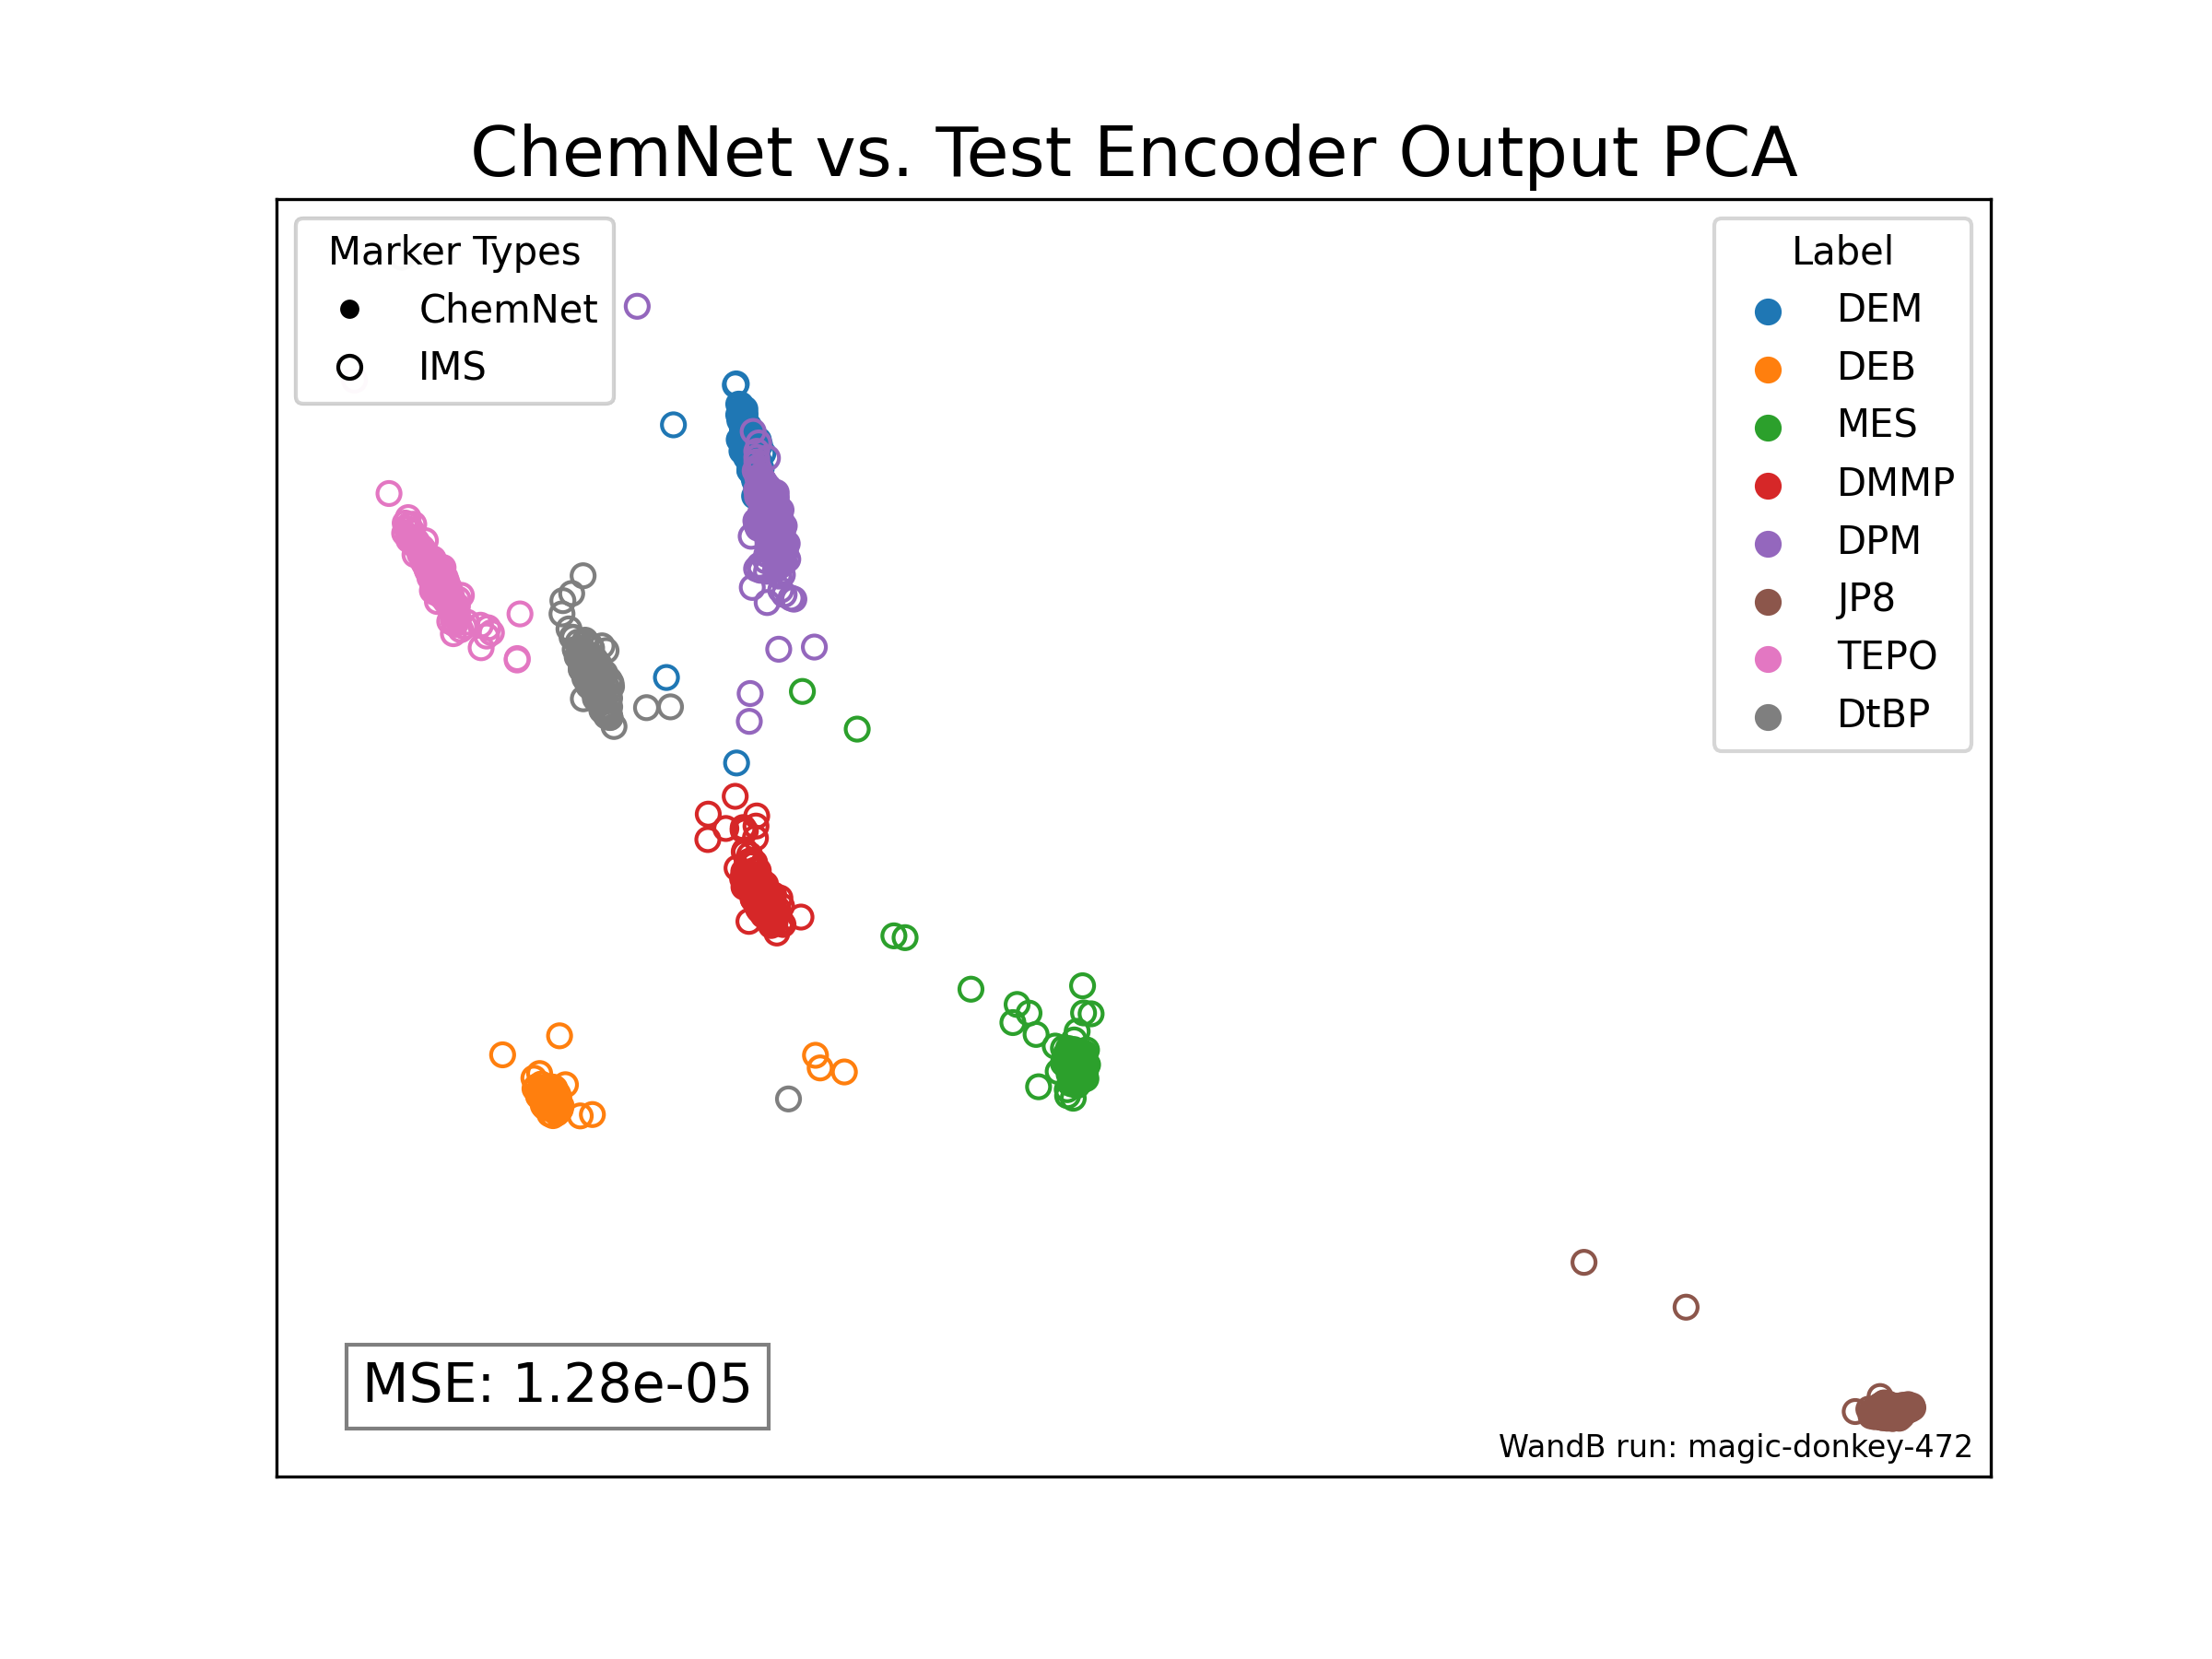 ChemNet vs. Test Encoder Output PCA
Marker Types
ChemNet
IMS
Label
DEM
DEB
MES
DMMP
DPM
JP8
TEPO
DtBP
MSE: 1.28e-05
WandB run: magic-donkey-472